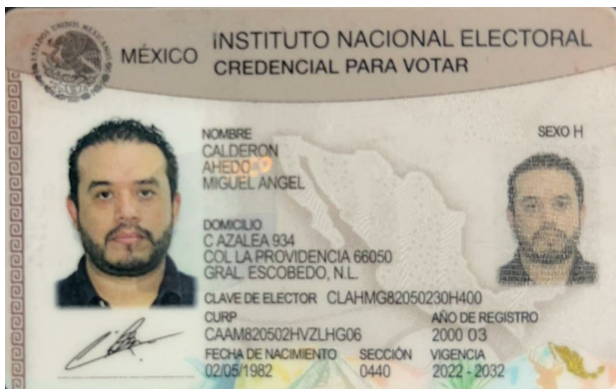 MÉXICO
INSTITUTO NACIONAL ELECTORAL
CREDENCIAL PARA VOTAR
NOMBRE
SEXO H
CALDERON
AHEDO
MIGUEL ANGEL
DOMICILIO
C AZALEA 934
COL LA PROVIDENCIA 66050
GRAL. ESCOBEDO, N.L.
CLAVE DE ELECTOR CLAHMG82050230H400
CURP
AÑO DE REGISTRO
CAAM820502HVZLHG06
2000 03
FECHA DE NACIMIENTO SECCIÓN VIGENCIA
02/05/1982 0440 2022 - 2032